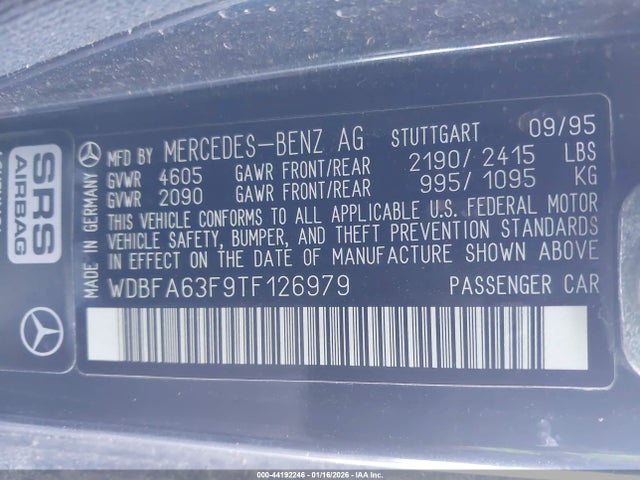 SRS
AIRBAG
MADE IN GERMANY
MFD BY MERCEDES-BENZ AG STUTTGART 09/95
GVWR 4605 GAWR FRONT/REAR 2190/ 2415 LBS
GVWR 2090 GAWR FRONT/REAR 995/ 1095 KG
THIS VEHICLE CONFORMS TO ALL APPLICABLE U.S. FEDERAL MOTOR
VEHICLE SAFETY, BUMPER, AND THEFT PREVENTION STANDARDS
IN EFFECT ON THE DATE OF MANUFACTURE SHOWN ABOVE
WDBFA63F9TF126979 PASSENGER CAR
000-44192246 - 01/16/2026 - IAA Inc.